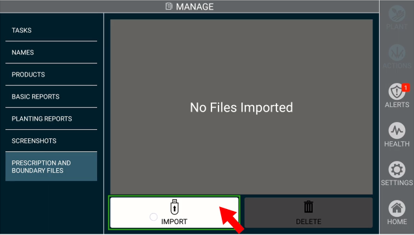 MANAGE
TASKS
NAMES
PRODUCTS
BASIC REPORTS
PLANTING REPORTS
SCREENSHOTS
PRESCRIPTION AND
BOUNDARY FILES
No Files Imported
IMPORT
DELETE
1
ALERTS
HEALTH
SETTINGS
HOME